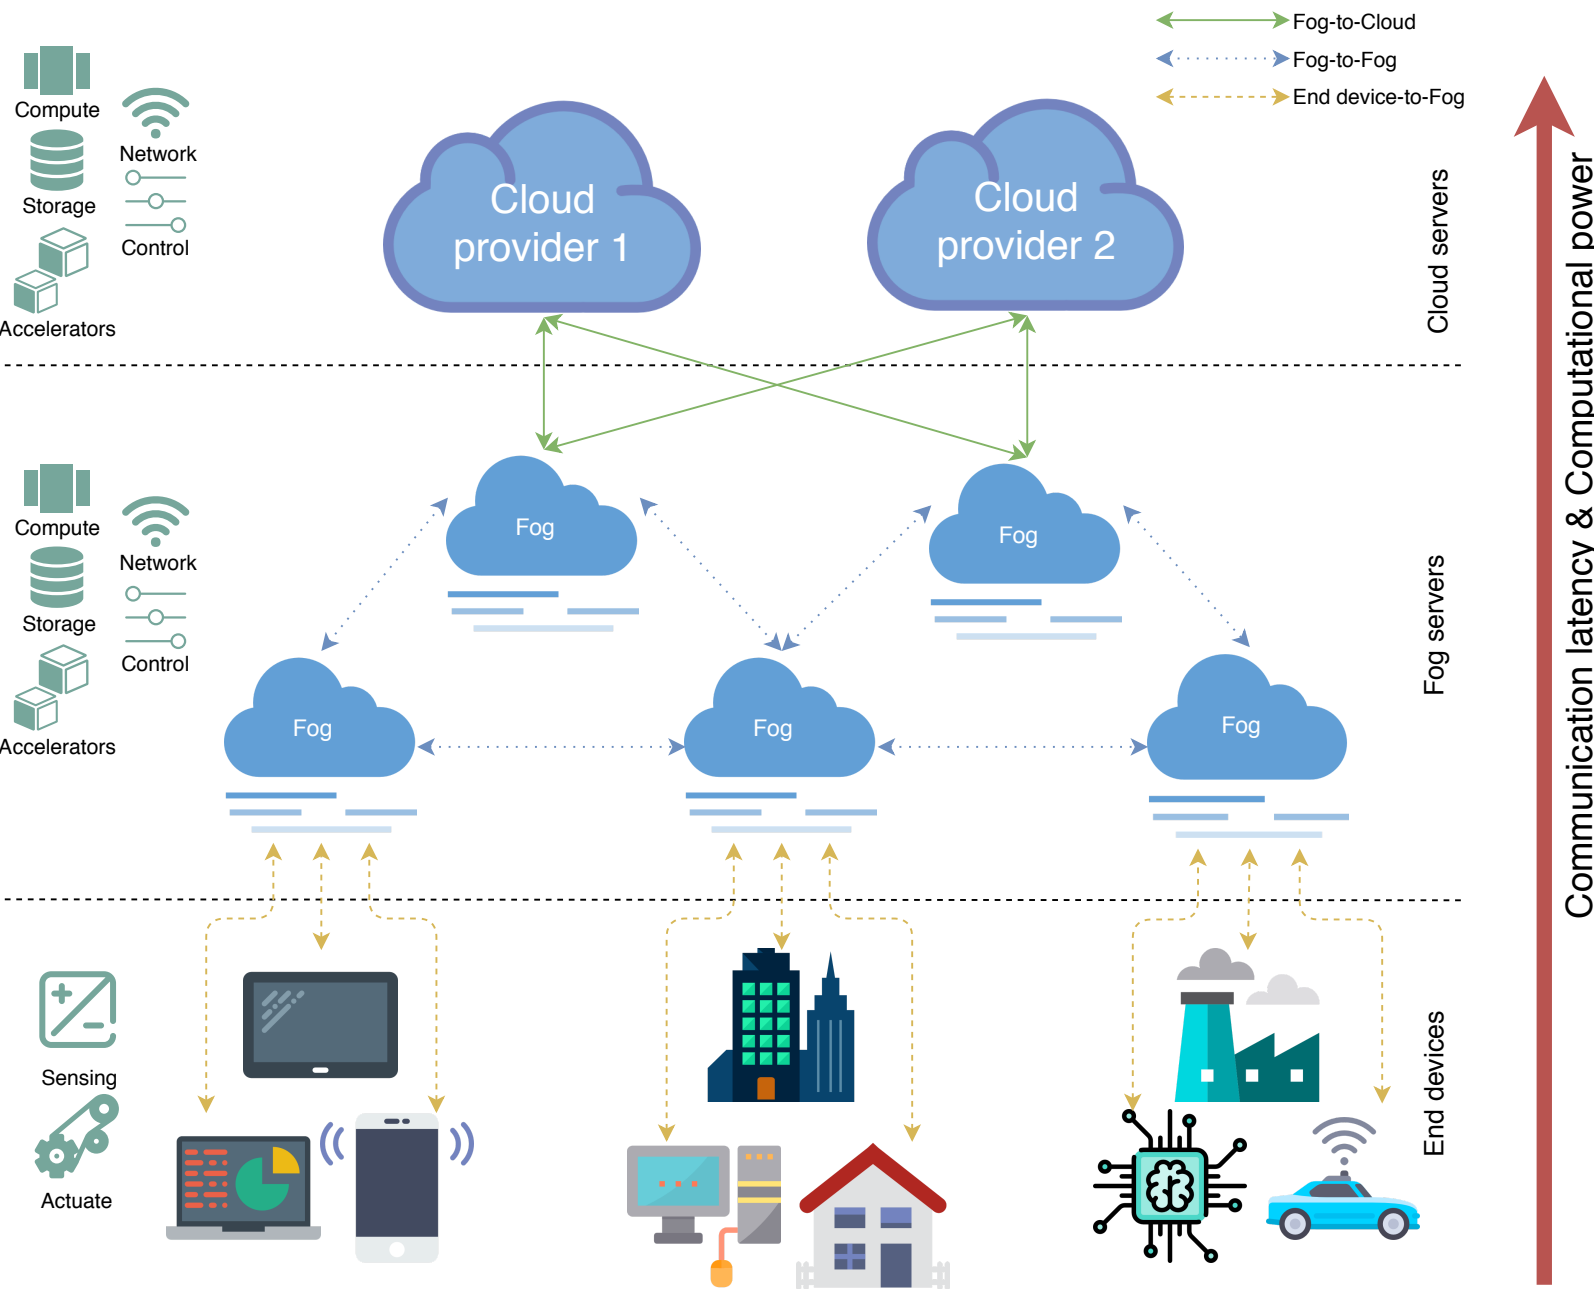 Fog-to-Cloud
Fog-to-Fog
End device-to-Fog
Compute
Network
Storage
Control
Accelerators
Cloud
provider 1
Cloud
provider 2
Cloud servers
Communication latency & Computational power
Compute
Network
Storage
Control
Accelerators
Fog
Fog
Fog
Fog
Fog
Fog servers
Sensing
Actuate
End devices